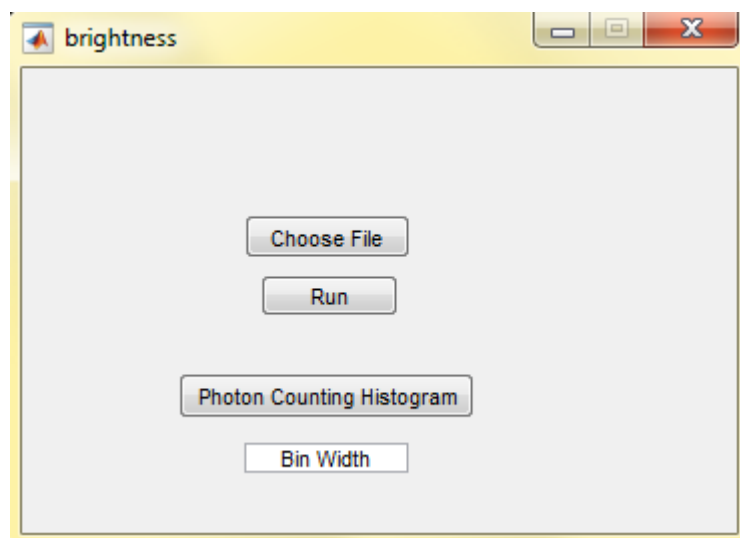 brightness
Choose File
Run
Photon Counting Histogram
Bin Width